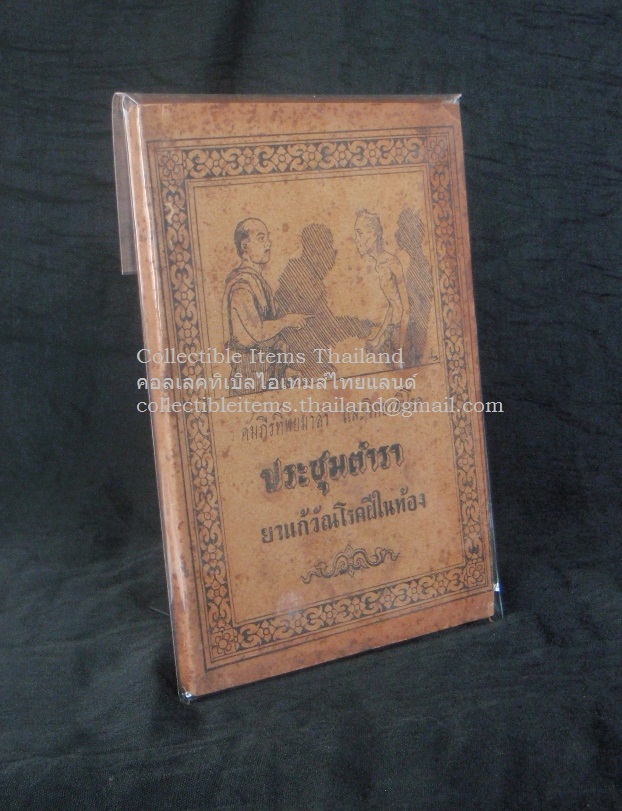 Collectible Items Thailand
คอลเลคทิเบิลไอเทมส์ไทยแลนด์
collectibleitems.thailand@gmail.com
ประชุมตำรา
ยาแก้วัณโรคฝีในท้อง